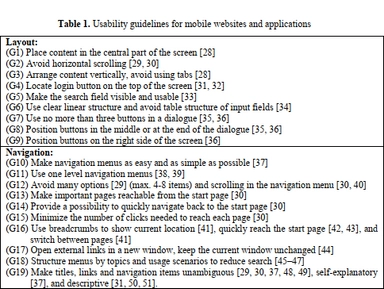 Table 1. Usability guidelines for mobile websites and applications
Layout:
(G1) Place content in the central part of the screen [28]
(G2) Avoid horizontal scrolling [29, 30]
(G3) Arrange content vertically, avoid using tabs [28]
(G4) Locate login button on the top of the screen [31, 32]
(G5) Make the search field visible and usable [33]
(G6) Use clear linear structure and avoid table structure of input fields [34]
(G7) Use no more than three buttons in a dialogue [35, 36]
(G8) Position buttons in the middle or at the end of the dialogue [35, 36]
(G9) Position buttons on the right side of the screen [36]
Navigation:
(G10) Make navigation menus as easy and as simple as possible [37]
(G11) Use one level navigation menus [38, 39]
(G12) Avoid many options [29] (max. 4-8 items) and scrolling in the navigation menu [30, 40]
(G13) Make important pages reachable from the start page [30]
(G14) Provide a possibility to quickly navigate back to the start page [30]
(G15) Minimize the number of clicks needed to reach each page [30]
(G16) Use breadcrumbs to show current location [41], quickly reach the start page [42, 43], and
switch between pages [41]
(G17) Open external links in a new window, keep the current window unchanged [44]
(G18) Structure menus by topics and usage scenarios to reduce search [45–47]
(G19) Make titles, links and navigation items unambiguous [29, 30, 37, 48, 49], self-explanatory
[37], and descriptive [31, 50, 51].